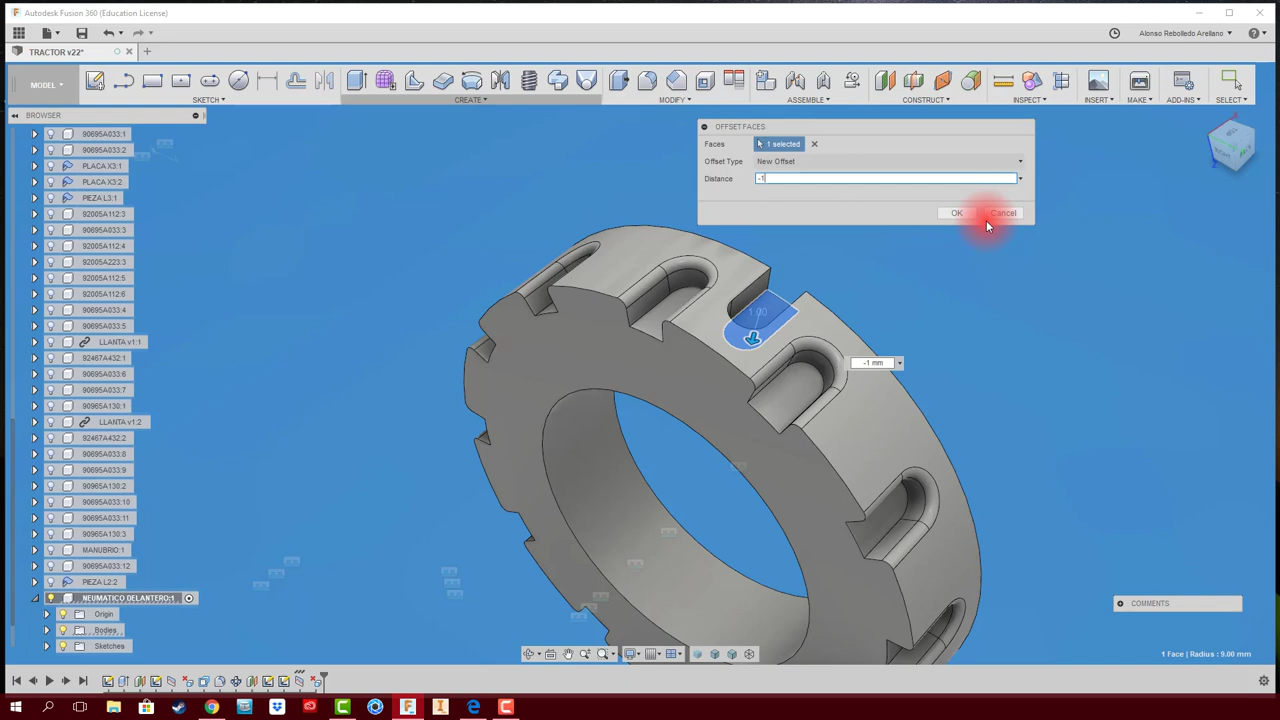 Autodesk Fusion 360 (Education License)
Alonso Rebolledo Arellano
TRACTOR v22*
MODEL
SKETCH
CREATE
MODIFY
ASSEMBLE
CONSTRUCT
INSPECT
INSERT
MAKE
ADD-INS
SELECT
BROWSER
90695A033:1
90695A033:2
PLACA X3:1
PLACA X3:2
PIEZA L3:1
92005A112:3
90695A033:3
92005A112:4
92005A223:3
92005A112:5
92005A112:6
90695A033:4
90695A033:5
LLANTA v1:1
92467A432:1
90695A033:6
90695A033:7
90965A130:1
LLANTA v1:2
92467A432:2
90695A033:8
90695A033:9
90965A130:2
90695A033:10
90695A033:11
90965A130:3
MANUBRIO:1
90695A033:12
PIEZA L2:2
NEUMATICO DELANTERO:1
Origin
Bodies
Sketches
OFFSET FACES
Faces
1 selected
Offset Type
New Offset
Distance
-1
OK
Cancel
1.00
-1 mm
COMMENTS
1 Face | Radius : 9.00 mm